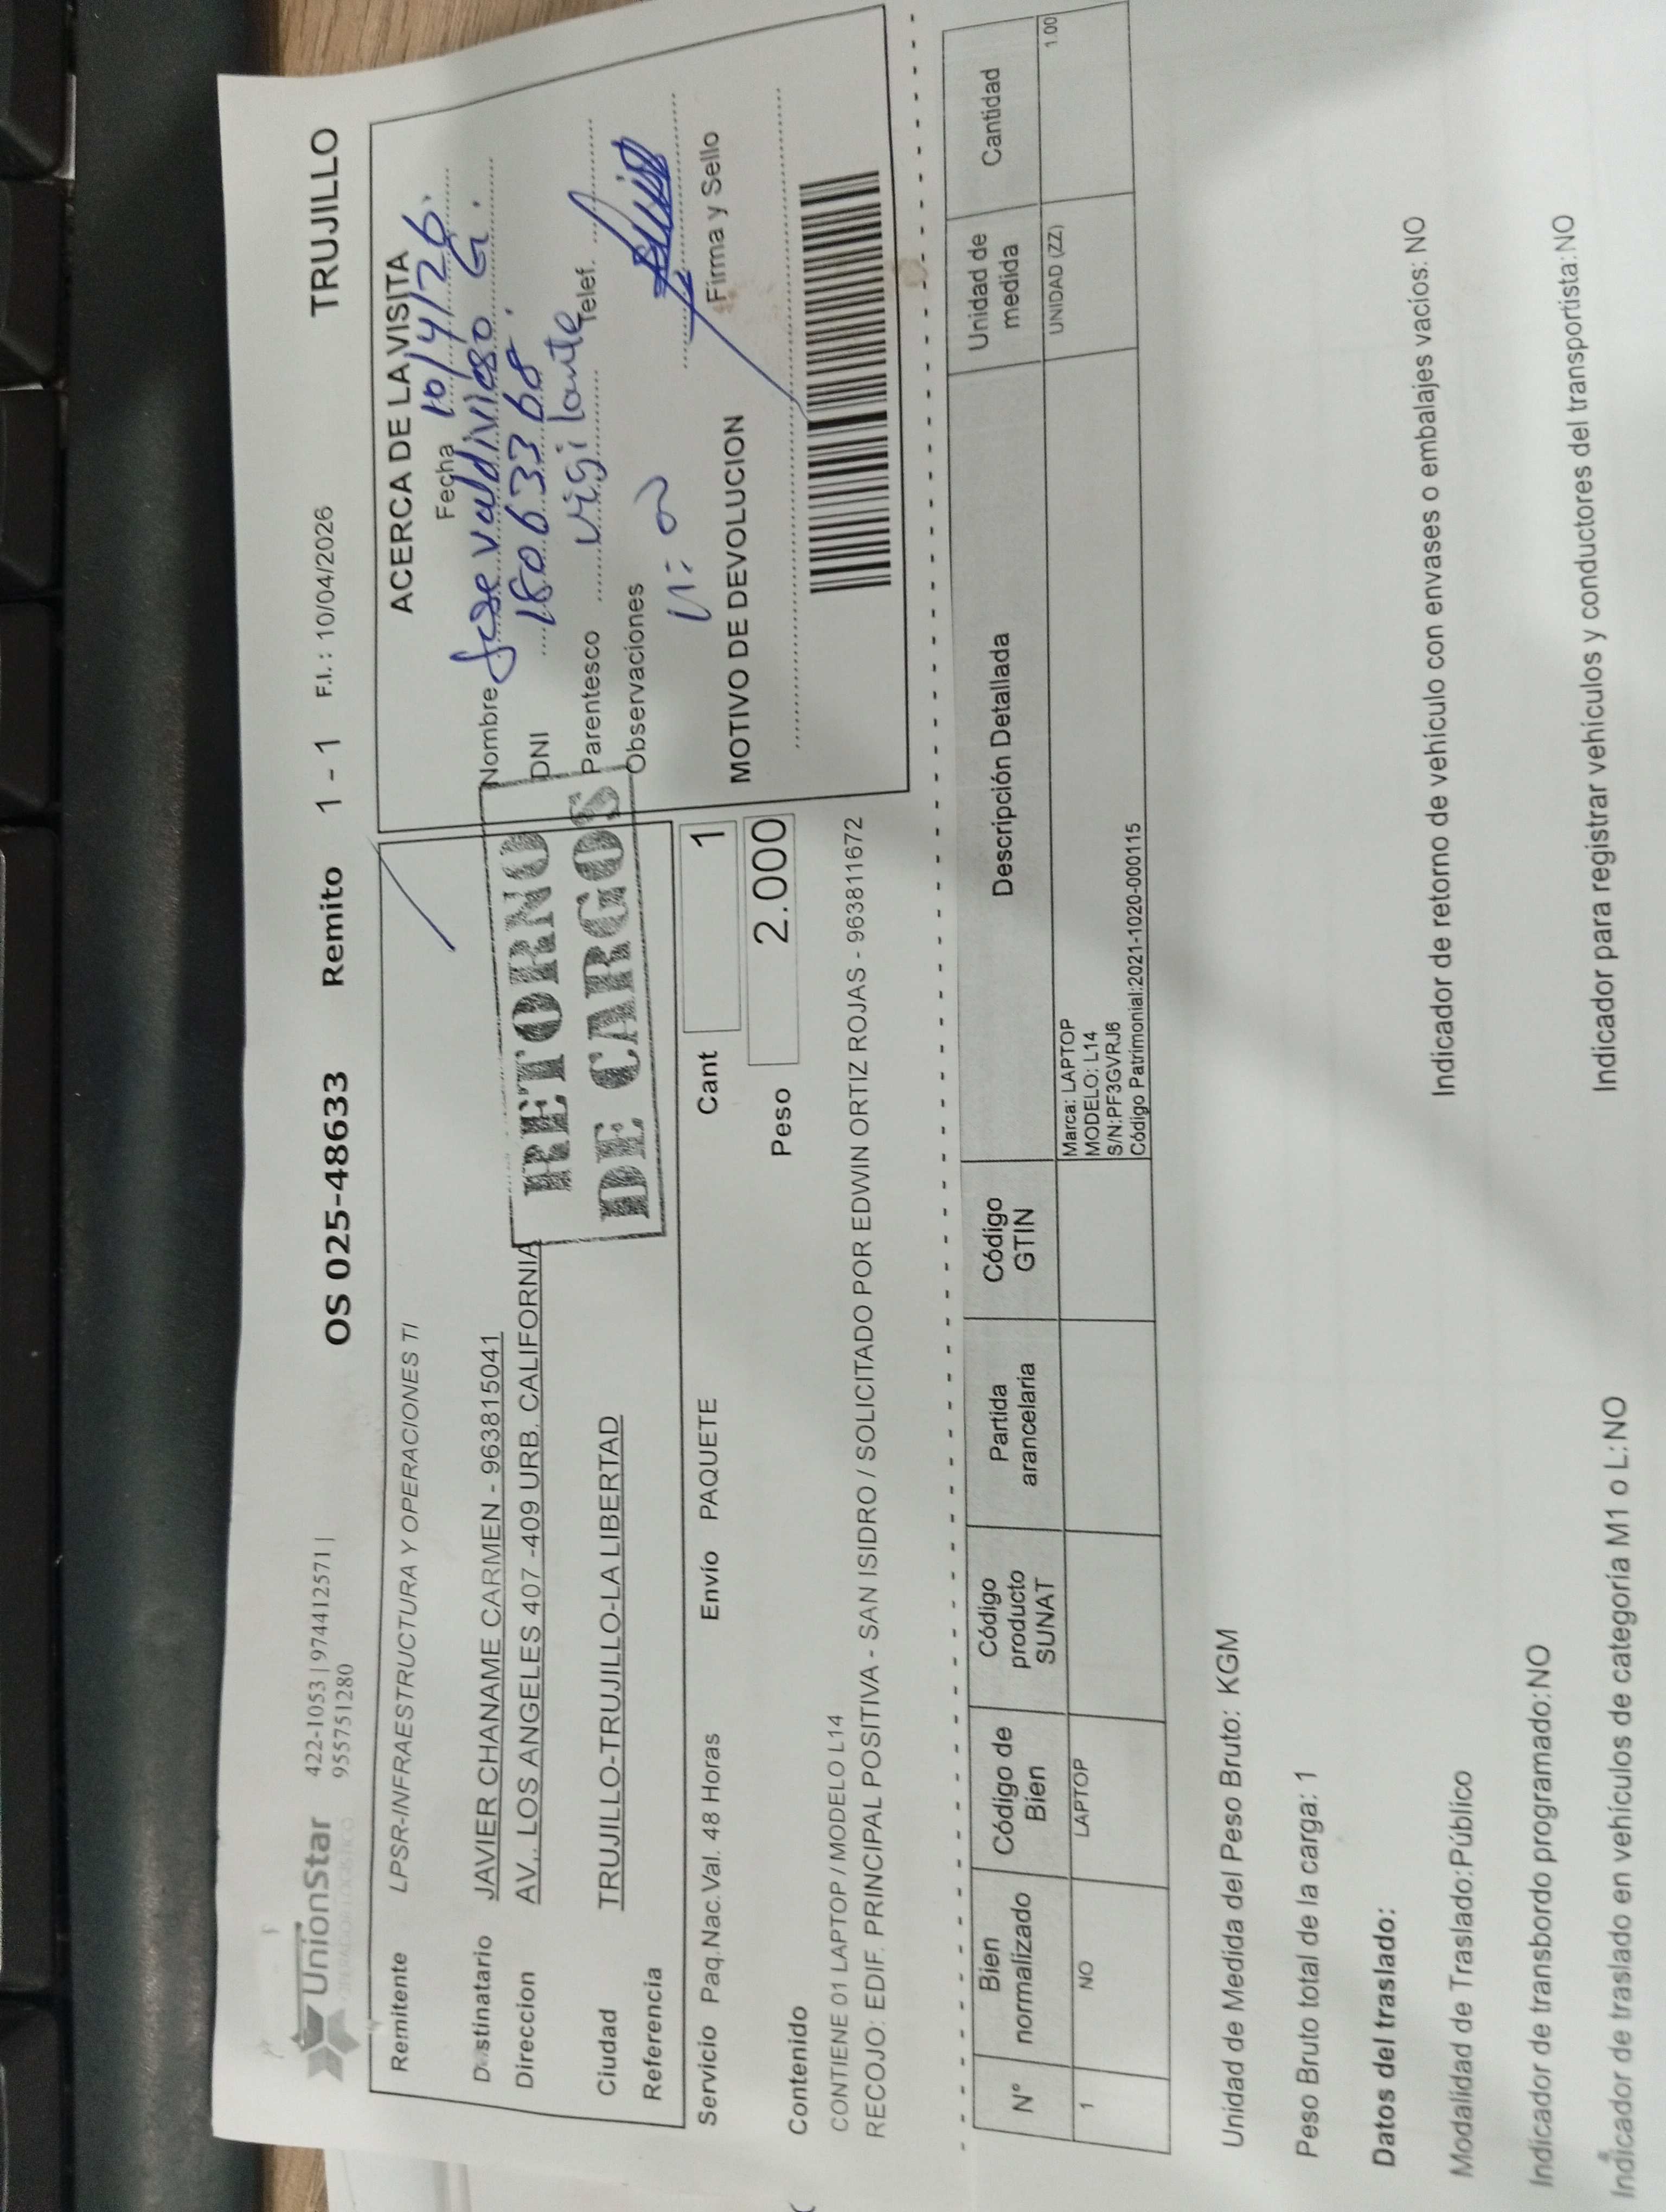 UnionStar
OPERADOR LOGISTICO
422-1053 | 974412571 |
955751280
OS 025-48633 Remito 1 - 1 F.I.: 10/04/2026 TRUJILLO
Remitente LPSR-INFRAESTRUCTURA Y OPERACIONES TI
Destinatario JAVIER CHANAME CARMEN - 963815041
Direccion AV,. LOS ANGELES 407 -409 URB. CALIFORNIA
Ciudad TRUJILLO-TRUJILLO-LA LIBERTAD
Referencia
RETORNO
DE CARGOS
Servicio Paq.Nac.Val. 48 Horas Envío PAQUETE Cant 1
Peso 2.000
Contenido
CONTIENE 01 LAPTOP / MODELO L14
RECOJO: EDIF. PRINCIPAL POSITIVA - SAN ISIDRO / SOLICITADO POR EDWIN ORTIZ ROJAS - 963811672
ACERCA DE LA VISITA
Fecha 10/4/26.
Nombre Jose Valdiviezo G.
DNI 18063368.
Parentesco Vigilante Telef.
Observaciones
Firma y Sello
MOTIVO DE DEVOLUCION
N° Bien normalizado Código de Bien Código producto SUNAT Partida arancelaria Código GTIN Descripción Detallada Unidad de medida Cantidad
1 NO LAPTOP Marca: LAPTOP UNIDAD (ZZ) 1.00
MODELO: L14
S/N:PF3GVRJ6
Código Patrimonial:2021-1020-000115
Unidad de Medida del Peso Bruto: KGM
Peso Bruto total de la carga: 1
Datos del traslado:
Modalidad de Traslado:Público Indicador de retorno de vehículo con envases o embalajes vacíos: NO
Indicador de transbordo programado:NO
Indicador para registrar vehículos y conductores del transportista:NO
Indicador de traslado en vehículos de categoría M1 o L:NO